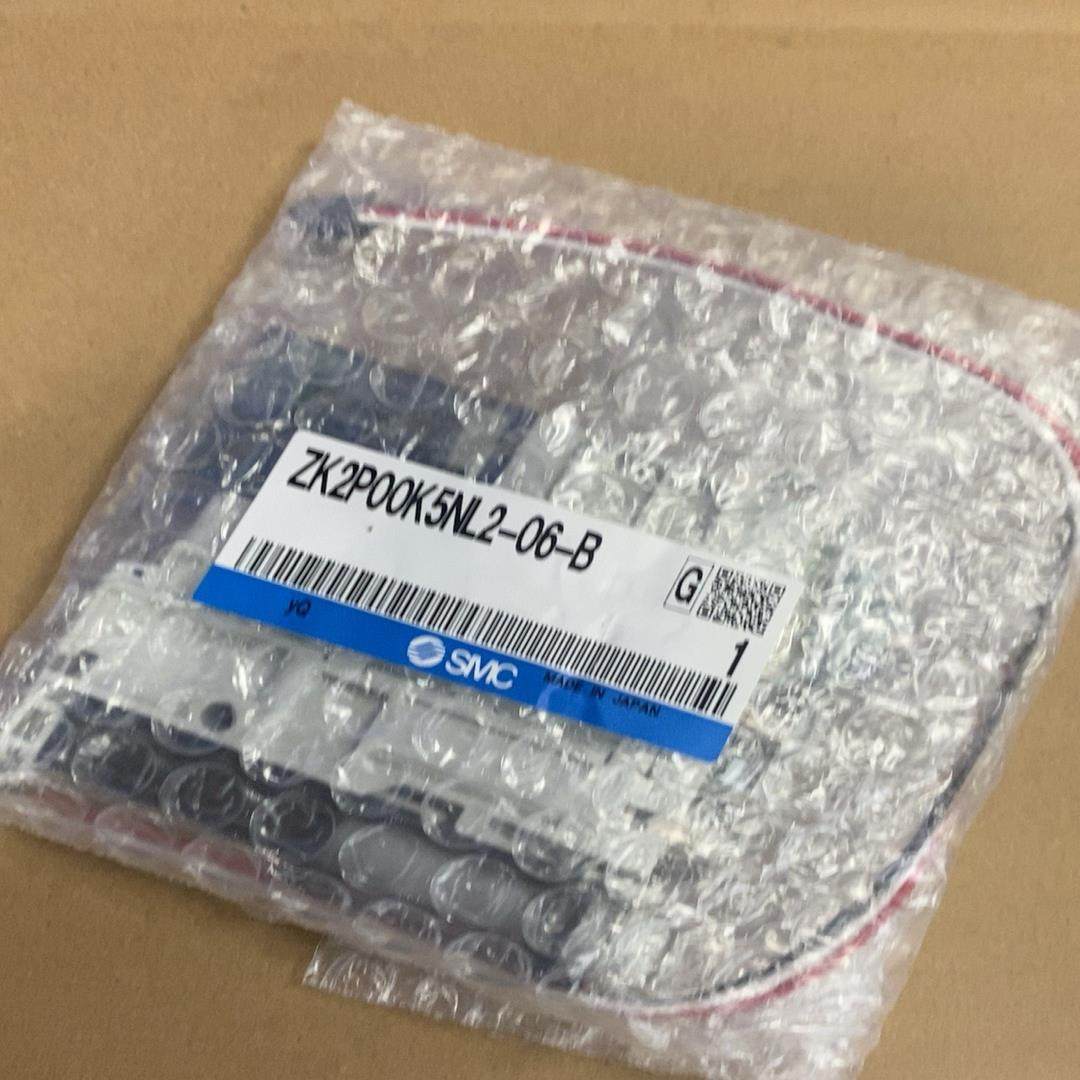 ZK2P00K5NL2-06-B
G
1
yQ
SMC
MADE IN JAPAN